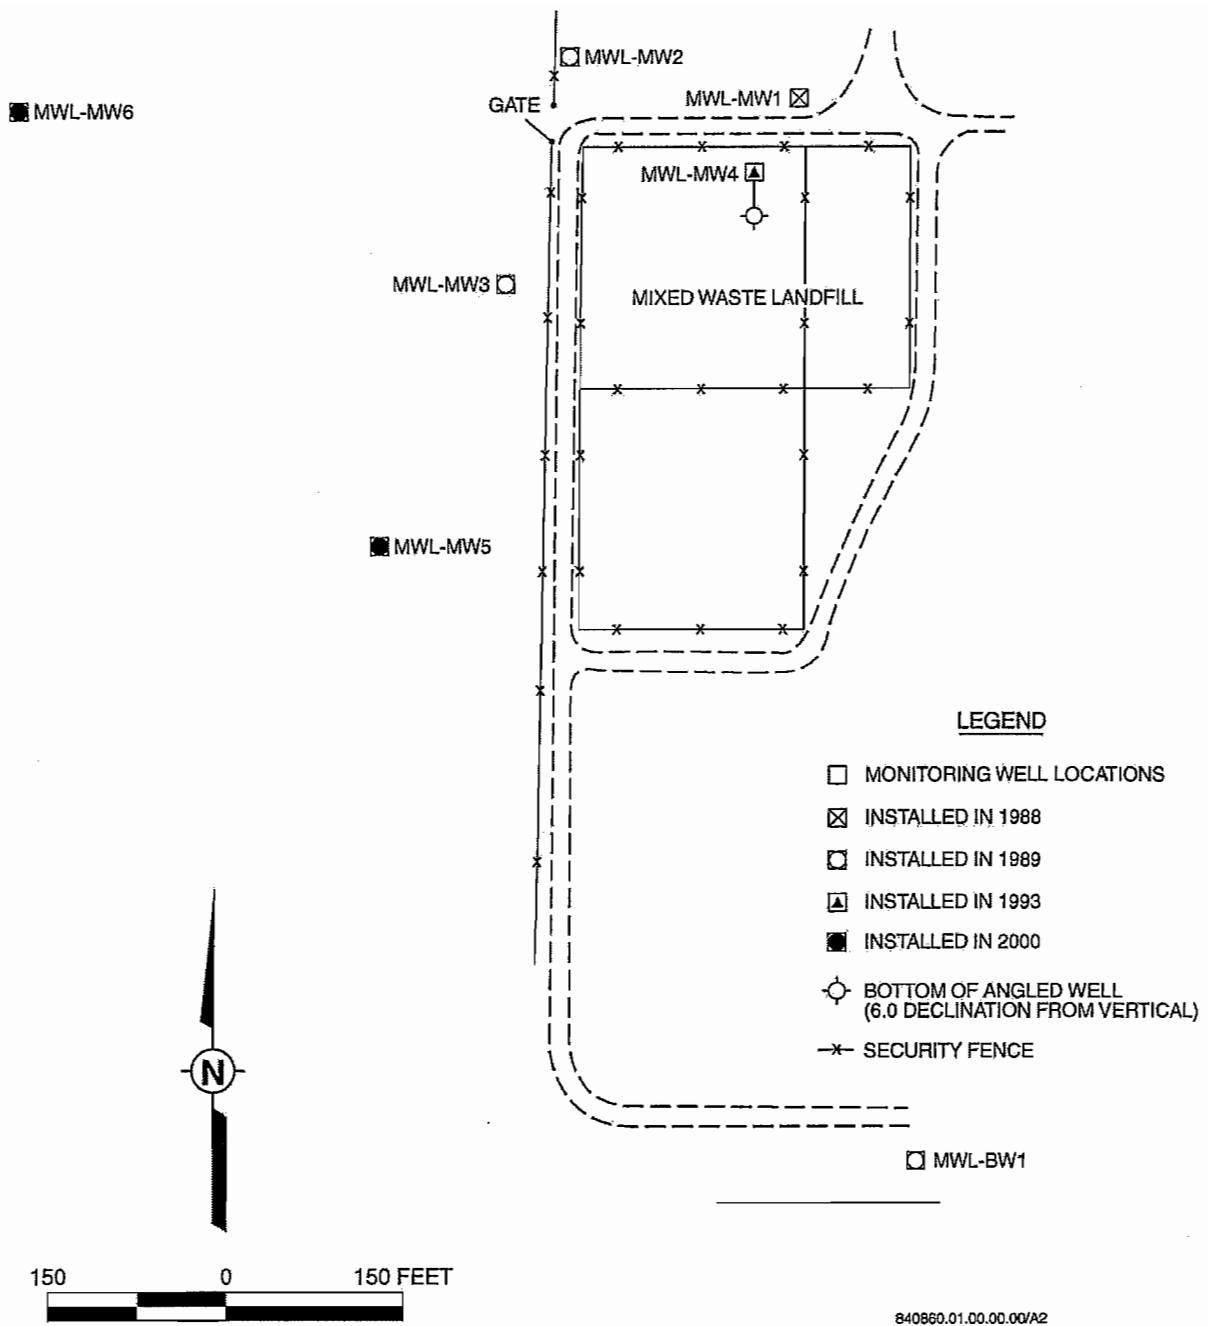 MWL-MW2
MWL-MW6
GATE
MWL-MW1
MWL-MW4
MWL-MW3
MIXED WASTE LANDFILL
MWL-MW5
LEGEND
MONITORING WELL LOCATIONS
INSTALLED IN 1988
INSTALLED IN 1989
INSTALLED IN 1993
INSTALLED IN 2000
BOTTOM OF ANGLED WELL
(6.0 DECLINATION FROM VERTICAL)
SECURITY FENCE
N
MWL-BW1
150 0 150 FEET
840860.01.00.00.00/A2